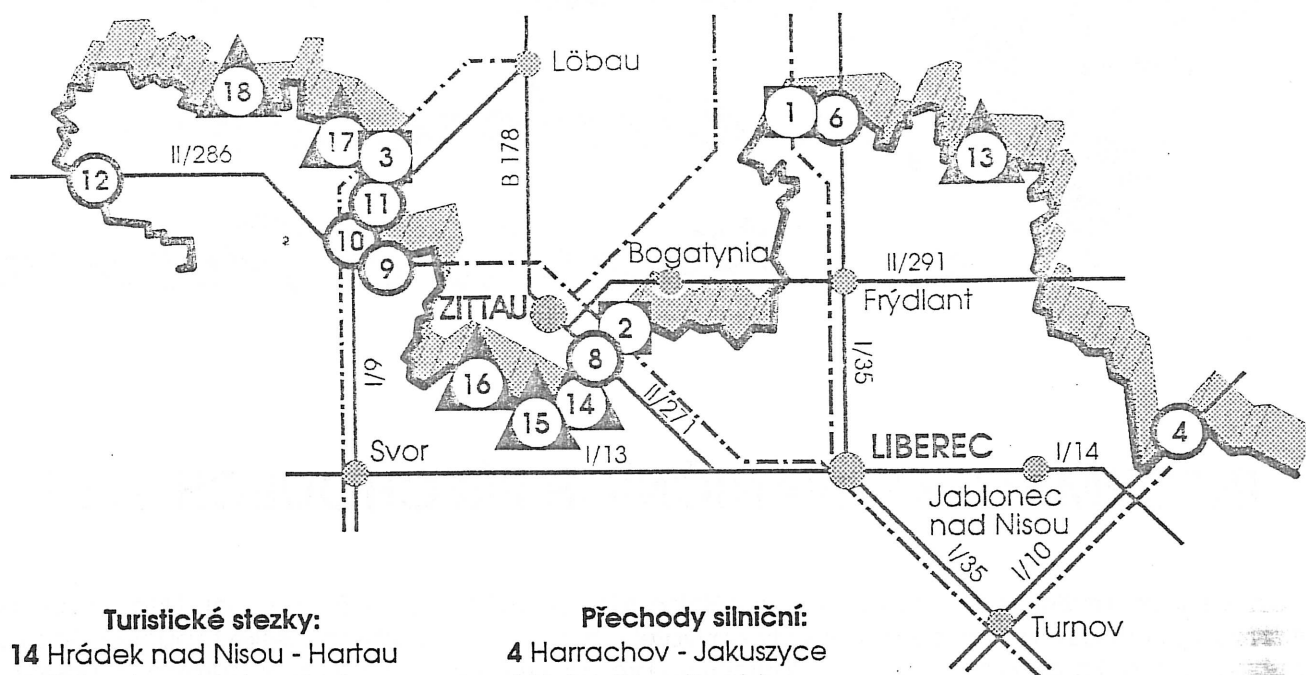 Löbau
18
1
6
17
3
II/286
B 178
13
12
11
10
9
Bogatynia
II/291
Frýdlant
ZITTAU
2
8
I/9
16
15
14
II/271
I/35
4
Svor
I/13
LIBEREC
I/14
Jablonec
nad Nisou
I/35
I/10
Turnov
Turistické stezky:
14 Hrádek nad Nisou - Hartau
Přechody silniční:
4 Harrachov - Jakuszyce